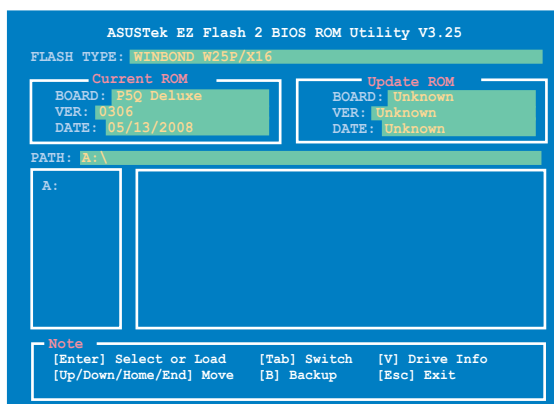 ASUSTek EZ Flash 2 BIOS ROM Utility V3.25
FLASH TYPE: WINBOND W25P/X16
Current ROM
BOARD: P5Q Deluxe
VER: 0306
DATE: 05/13/2008
Update ROM
BOARD: Unknown
VER: Unknown
DATE: Unknown
PATH: A:\
A:
Note
[Enter] Select or Load [Tab] Switch [V] Drive Info
[Up/Down/Home/End] Move [B] Backup [Esc] Exit